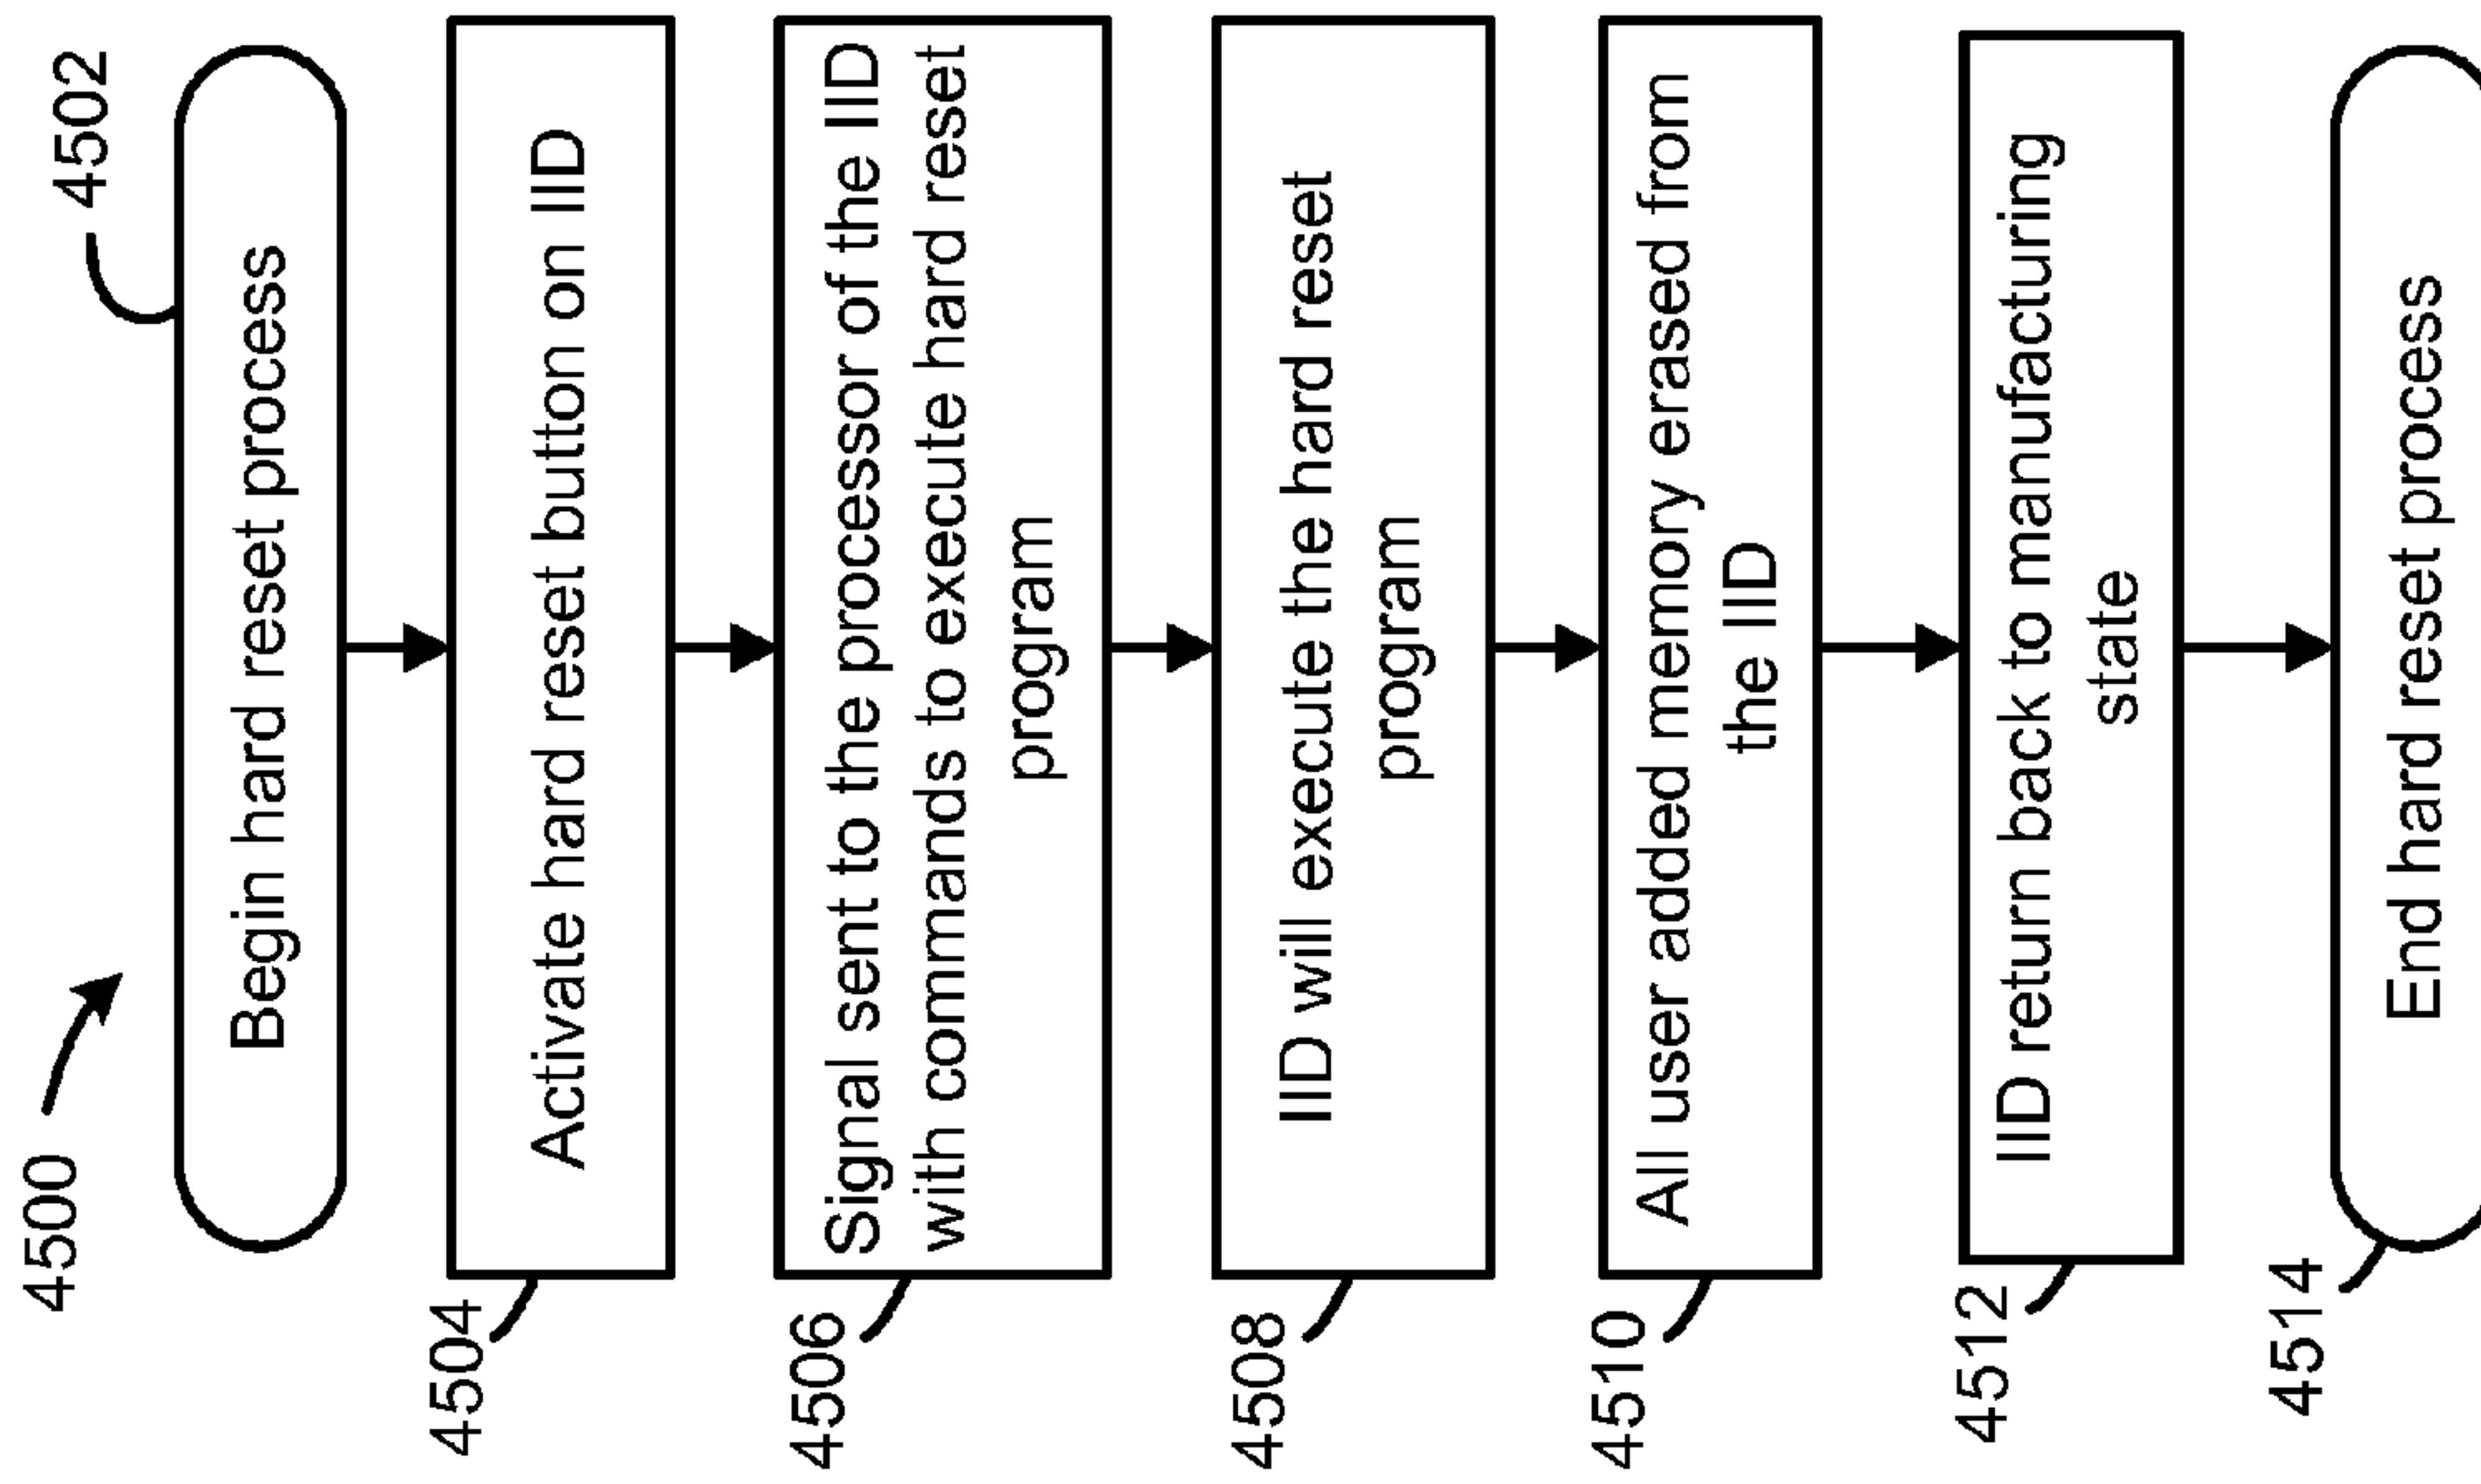 4500
4502
Begin hard reset process
4504
Activate hard reset button on IID
4506
Signal sent to the processor of the IID
with commands to execute hard reset
program
4508
IID will execute the hard reset
program
4510
All user added memory erased from
the IID
4512
IID return back to manufacturing
state
4514
End hard reset process